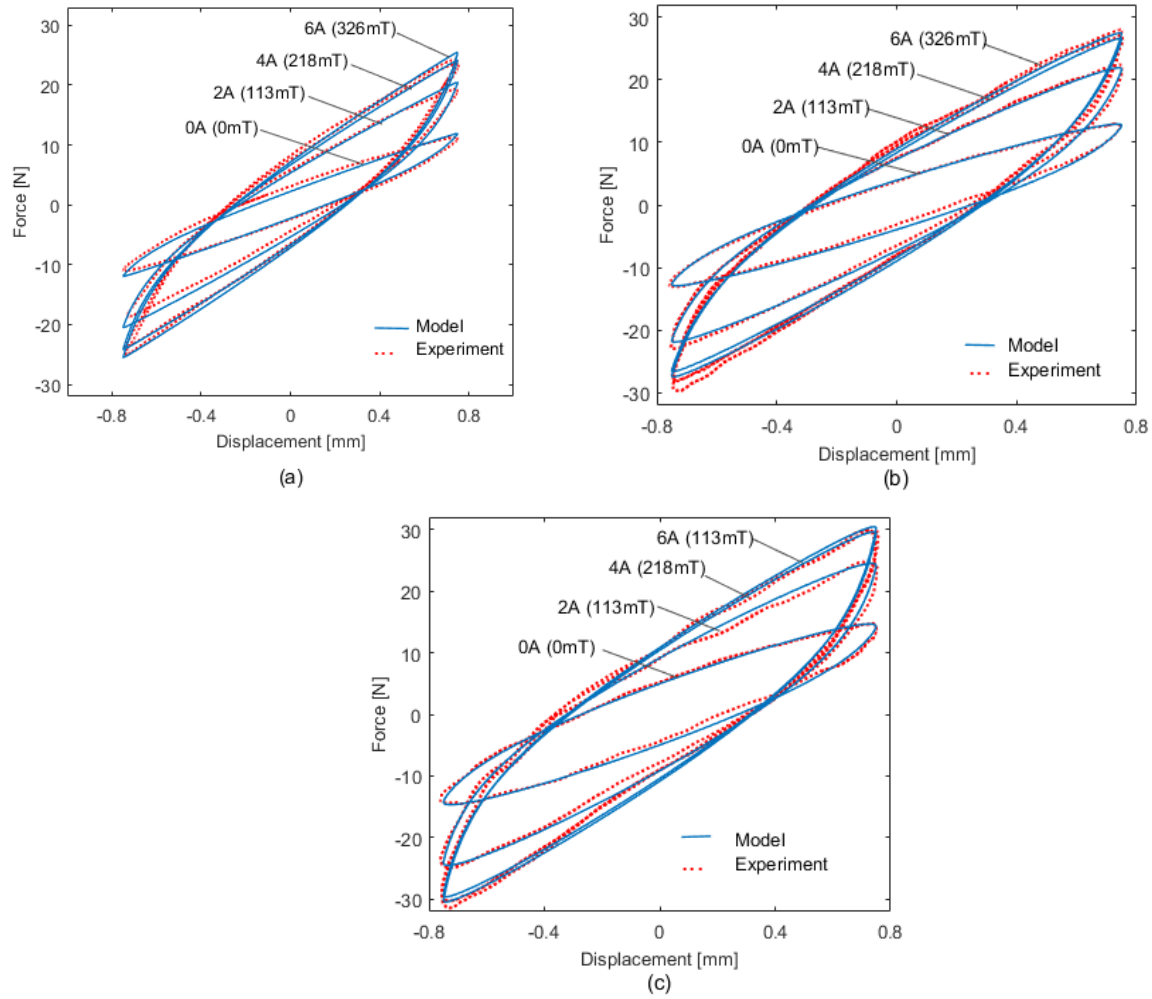 30
20
10
0
-10
-20
-30
Force [N]
6A (326mT)
4A (218mT)
2A (113mT)
0A (0mT)
Model
Experiment
-0.8
-0.4
0
0.4
0.8
Displacement [mm]
(a)
30
20
10
0
-10
-20
-30
Force [N]
6A (326mT)
4A (218mT)
2A (113mT)
0A (0mT)
Model
Experiment
-0.8
-0.4
0
0.4
0.8
Displacement [mm]
(b)
30
20
10
0
-10
-20
-30
Force [N]
6A (113mT)
4A (218mT)
2A (113mT)
0A (0mT)
Model
Experiment
-0.8
-0.4
0
0.4
0.8
Displacement [mm]
(c)